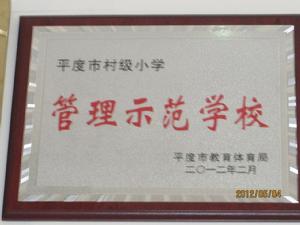 平度市村级小学
管理示范学校
平度市教育体育局
二〇一二年二月
2012/05/04